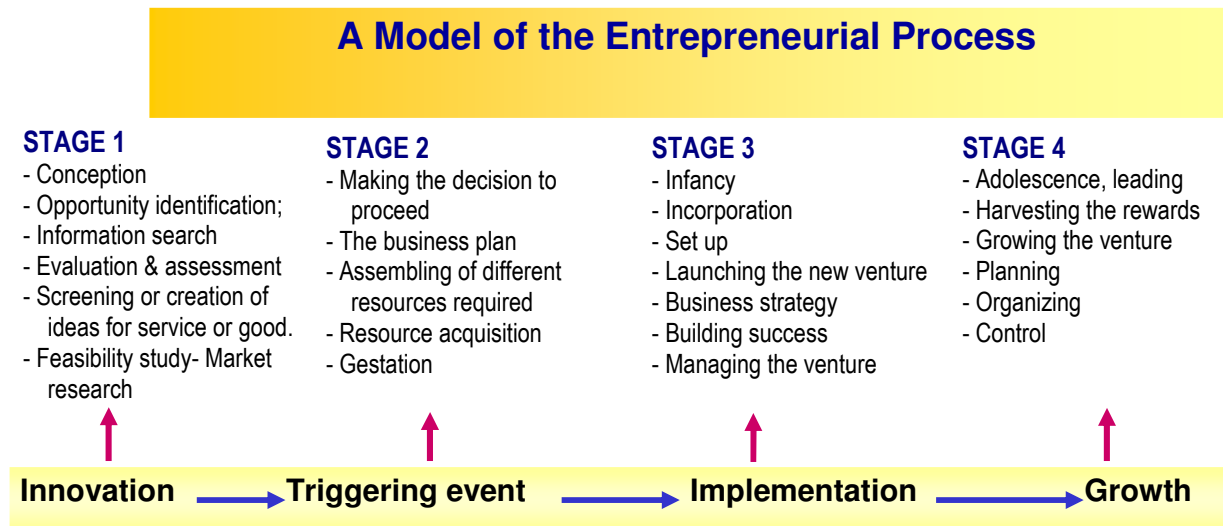 A Model of the Entrepreneurial Process
STAGE 1
- Conception
- Opportunity identification;
- Information search
- Evaluation & assessment
- Screening or creation of
ideas for service or good.
- Feasibility study- Market
research
STAGE 2
- Making the decision to
proceed
- The business plan
- Assembling of different
resources required
- Resource acquisition
- Gestation
STAGE 3
- Infancy
- Incorporation
- Set up
- Launching the new venture
- Business strategy
- Building success
- Managing the venture
STAGE 4
- Adolescence, leading
- Harvesting the rewards
- Growing the venture
- Planning
- Organizing
- Control
Innovation
Triggering event
Implementation
Growth